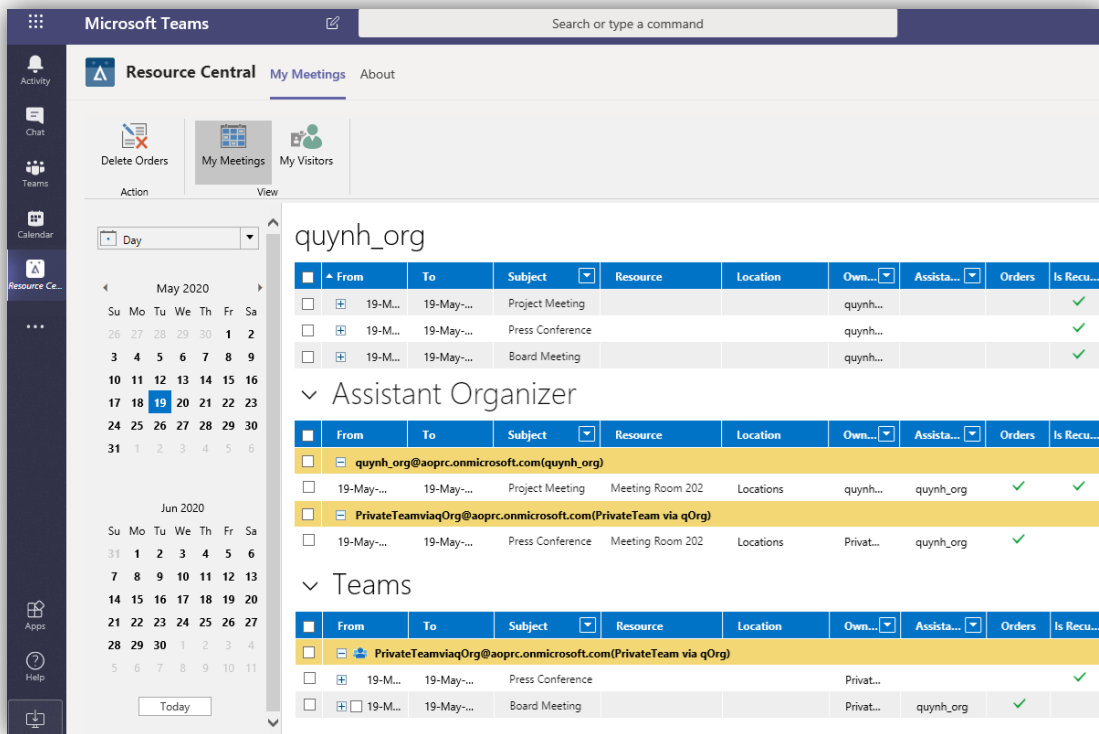 Microsoft Teams
Search or type a command
Activity
Chat
Teams
Calendar
Resource Ce...
Apps
Help
Resource Central My Meetings About
Delete Orders My Meetings My Visitors
Action View
Day
May 2020
Su Mo Tu We Th Fr Sa
26 27 28 29 30 1 2
3 4 5 6 7 8 9
10 11 12 13 14 15 16
17 18 19 20 21 22 23
24 25 26 27 28 29 30
31 1 2 3 4 5 6
Jun 2020
Su Mo Tu We Th Fr Sa
31 1 2 3 4 5 6
7 8 9 10 11 12 13
14 15 16 17 18 19 20
21 22 23 24 25 26 27
28 29 30 1 2 3 4
5 6 7 8 9 10 11
Today
quynh_org
From To Subject Resource Location Own... Assista... Orders Is Recu...
19-M... 19-May-... Project Meeting quynh...
19-M... 19-May-... Press Conference quynh...
19-M... 19-May-... Board Meeting quynh...
Assistant Organizer
From To Subject Resource Location Own... Assista... Orders Is Recu...
quynh_org@aoprc.onmicrosoft.com(quynh_org)
19-May-... 19-May-... Project Meeting Meeting Room 202 Locations quynh... quynh_org
PrivateTeamviaqOrg@aoprc.onmicrosoft.com(PrivateTeam via qOrg)
19-May-... 19-May-... Press Conference Meeting Room 202 Locations Privat... quynh_org
Teams
From To Subject Resource Location Own... Assista... Orders Is Recu...
PrivateTeamviaqOrg@aoprc.onmicrosoft.com(PrivateTeam via qOrg)
19-M... 19-May-... Press Conference Privat...
19-M... 19-May-... Board Meeting Privat... quynh_org